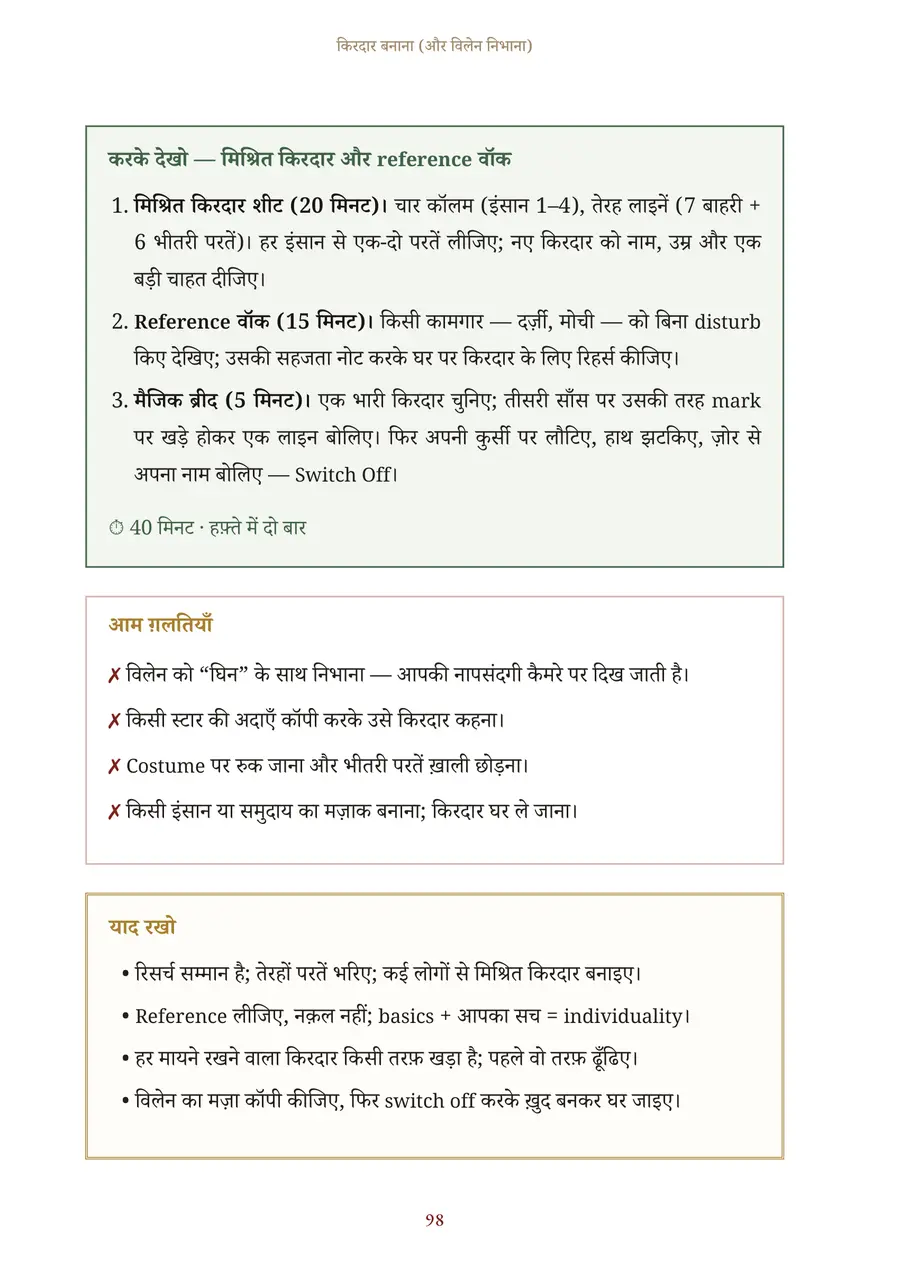 किरदार बनाना (और विलेन निभाना)
करके देखो — मिश्रित किरदार और reference वॉक
1. मिश्रित किरदार शीट (20 मिनट)। चार कॉलम (इंसान 1–4), तेरह लाइनें (7 बाहरी +
6 भीतरी परतें)। हर इंसान से एक-दो परतें लीजिए; नए किरदार को नाम, उम्र और एक
बड़ी चाहत दीजिए।
2. Reference वॉक (15 मिनट)। किसी कामगार — दर्ज़ी, मोची — को बिना disturb
किए देखिए; उसकी सहजता नोट करके घर पर किरदार के लिए रिहर्स कीजिए।
3. मैजिक ब्रीद (5 मिनट)। एक भारी किरदार चुनिए; तीसरी साँस पर उसकी तरह mark
पर खड़े होकर एक लाइन बोलिए। फिर अपनी कुर्सी पर लौटिए, हाथ झटकिए, ज़ोर से
अपना नाम बोलिए — Switch Off।
⏱ 40 मिनट · हफ़्ते में दो बार
आम ग़लतियाँ
✗ विलेन को “घिन” के साथ निभाना — आपकी नापसंदगी कैमरे पर दिख जाती है।
✗ किसी स्टार की अदाएँ कॉपी करके उसे किरदार कहना।
✗ Costume पर रुक जाना और भीतरी परतें ख़ाली छोड़ना।
✗ किसी इंसान या समुदाय का मज़ाक बनाना; किरदार घर ले जाना।
याद रखो
• रिसर्च सम्मान है; तेरहों परतें भरिए; कई लोगों से मिश्रित किरदार बनाइए।
• Reference लीजिए, नक़ल नहीं; basics + आपका सच = individuality।
• हर मायने रखने वाला किरदार किसी तरफ़ खड़ा है; पहले वो तरफ़ ढूँढिए।
• विलेन का मज़ा कॉपी कीजिए, फिर switch off करके ख़ुद बनकर घर जाइए।
98